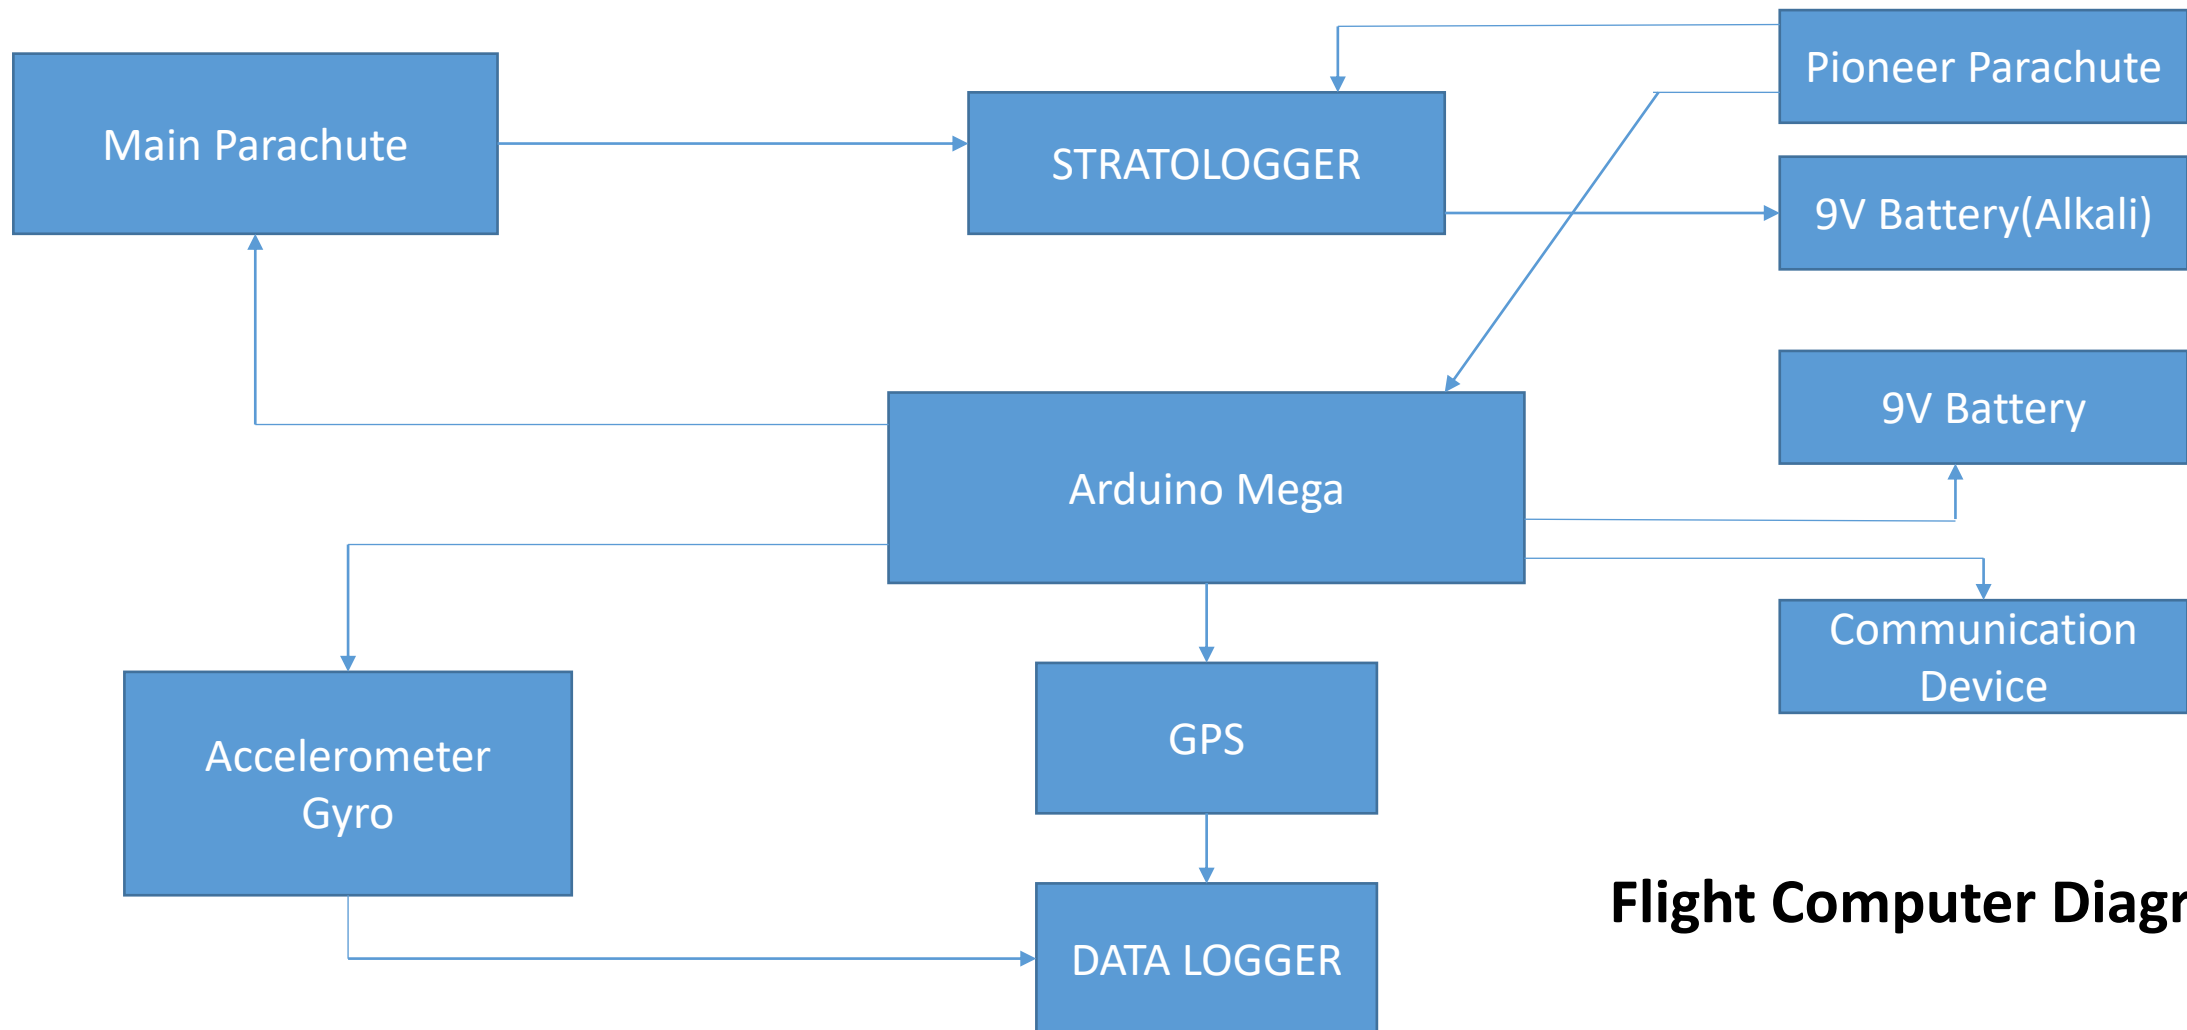 Pioneer Parachute
Main Parachute
STRATOLOGGER
9V Battery(Alkali)
9V Battery
Arduino Mega
Communication
Device
GPS
Accelerometer
Gyro
Flight Computer Diagr
DATA LOGGER